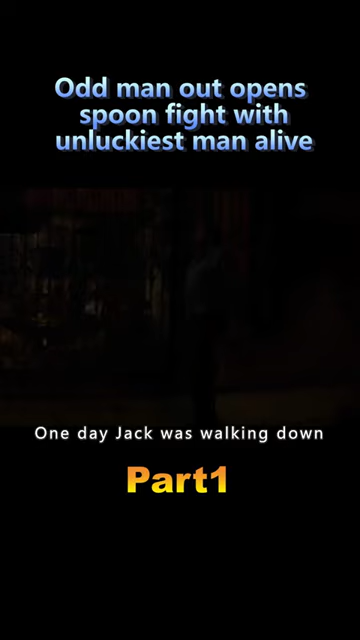 Odd man out opens
spoon fight with
unluckiest man alive
One day Jack was walking down
Part1